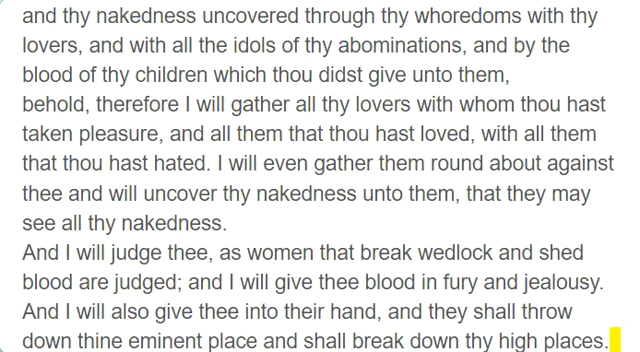 and thy nakedness uncovered through thy whoredoms with thy
lovers, and with all the idols of thy abominations, and by the
blood of thy children which thou didst give unto them,
behold, therefore I will gather all thy lovers with whom thou hast
taken pleasure, and all them that thou hast loved, with all them
that thou hast hated. I will even gather them round about against
thee and will uncover thy nakedness unto them, that they may
see all thy nakedness.
And I will judge thee, as women that break wedlock and shed
blood are judged; and I will give thee blood in fury and jealousy.
And I will also give thee into their hand, and they shall throw
down thine eminent place and shall break down thy high places.